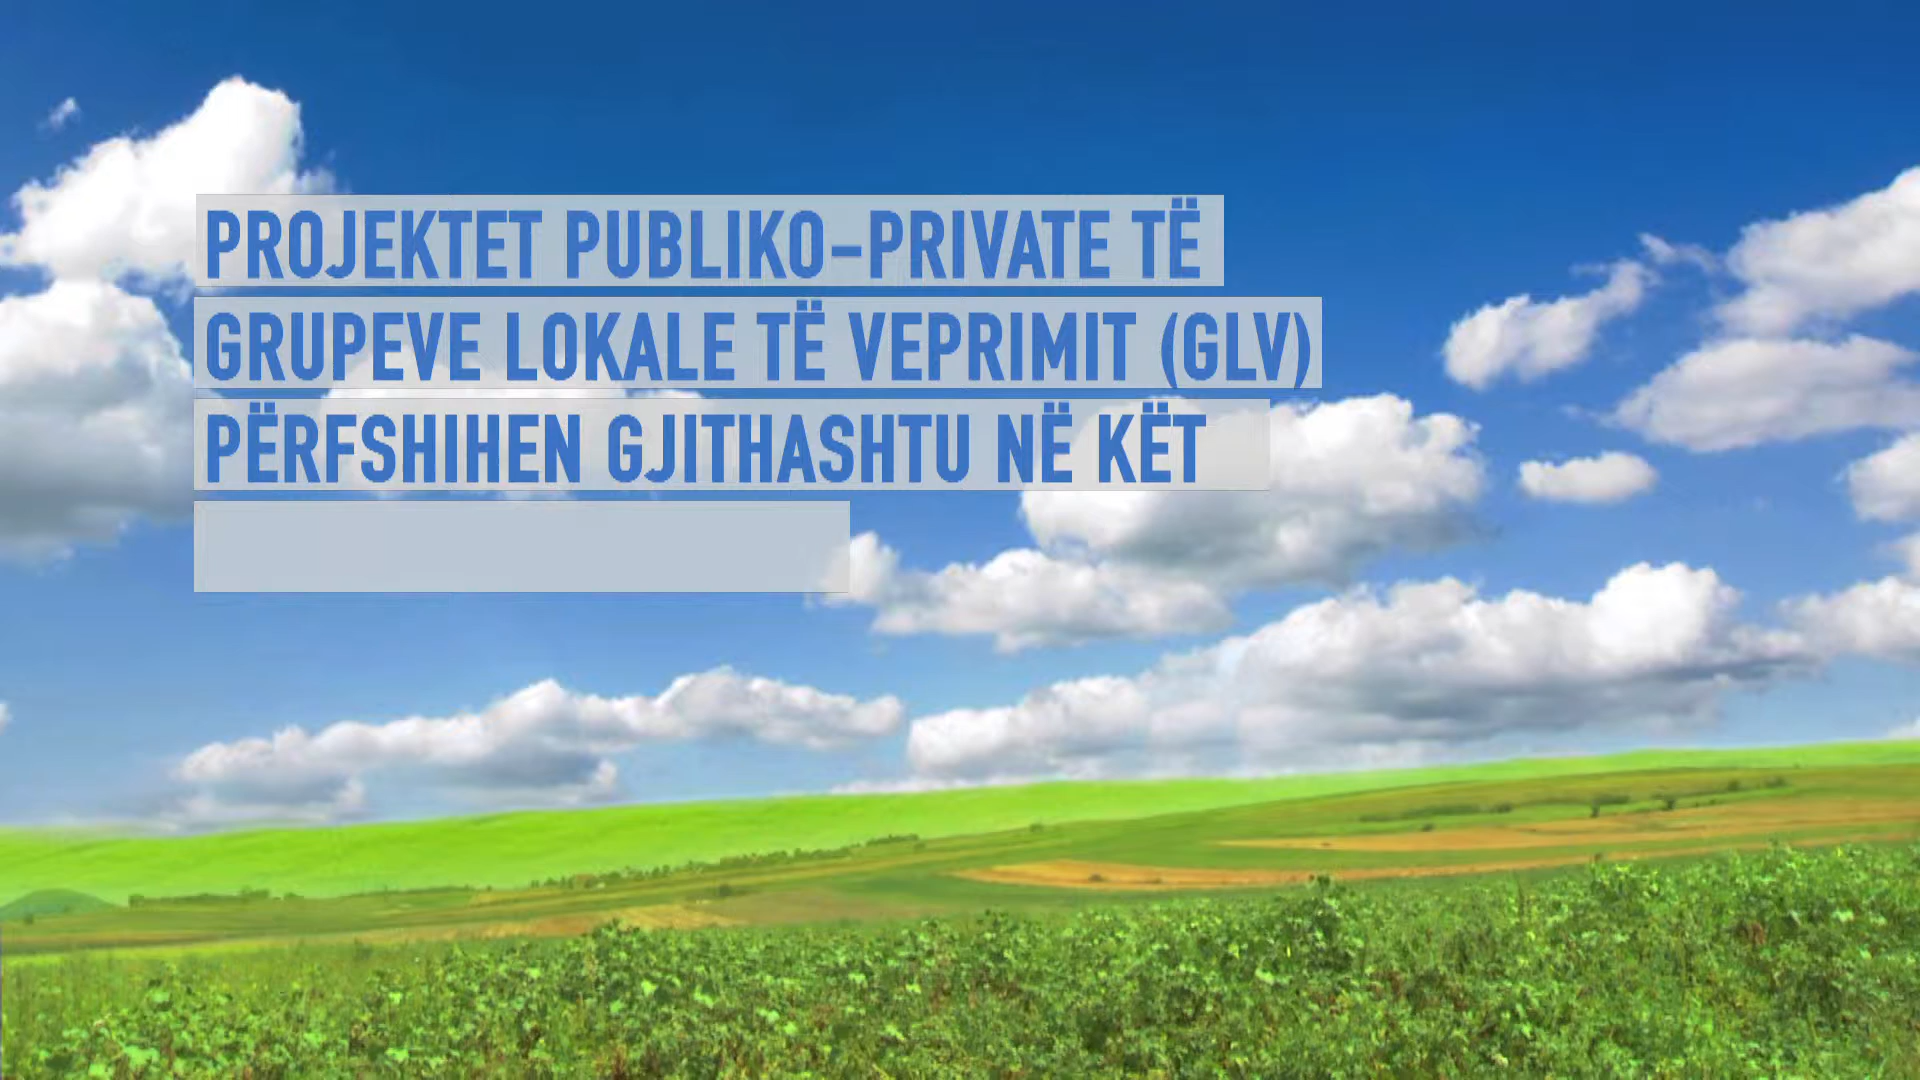 PROJEKTET PUBLIKO-PRIVATE TË
GRUPEVE LOKALE TË VEPRIMIT (GLV)
PËRFSHIHEN GJITHASHTU NË KËT